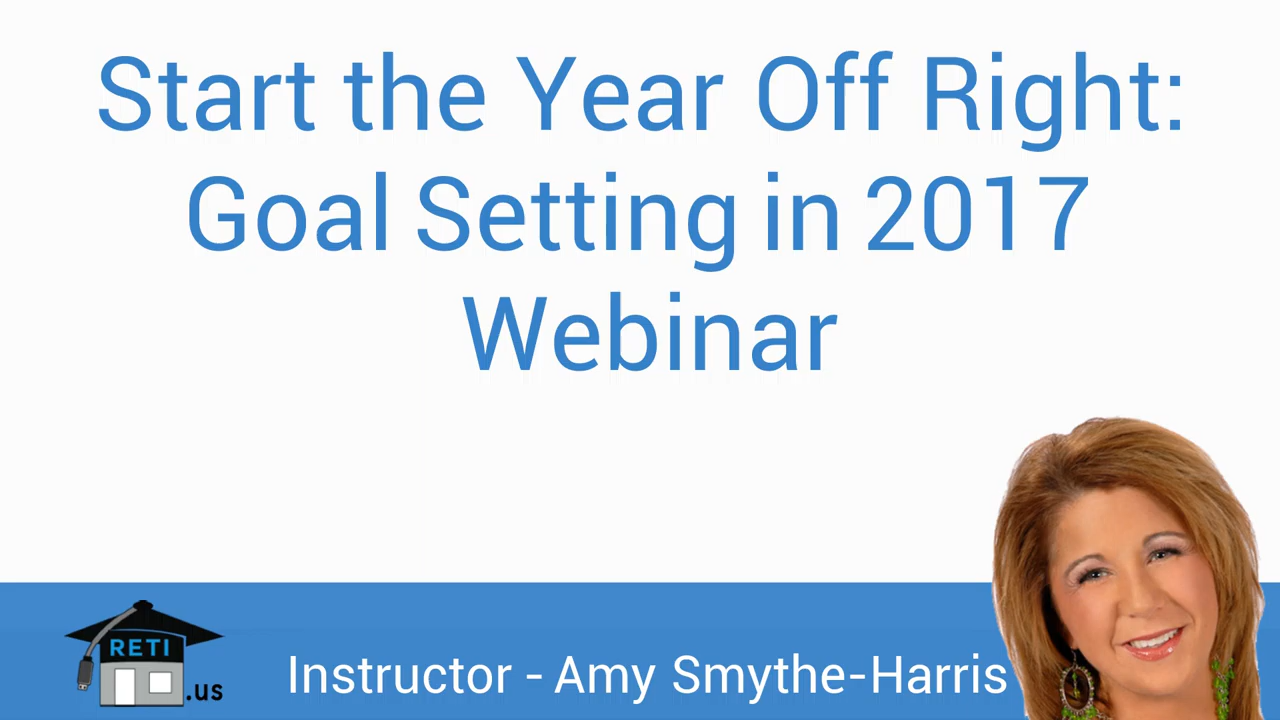 Start the Year Off Right:
Goal Setting in 2017
Webinar
RETI
.us
Instructor - Amy Smythe-Harris